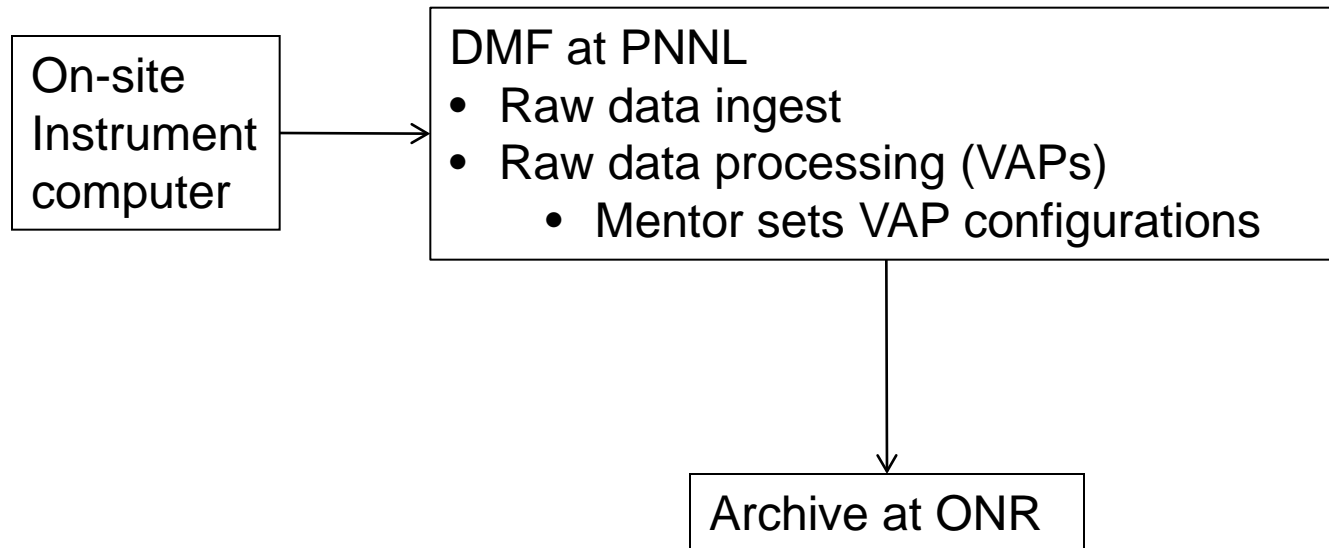 On-site
Instrument
computer
DMF at PNNL
• Raw data ingest
• Raw data processing (VAPs)
• Mentor sets VAP configurations
Archive at ONR